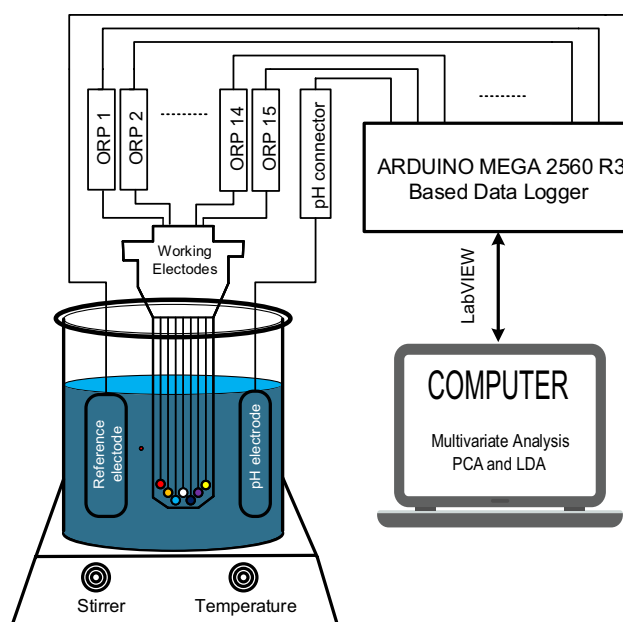 ORP 1
ORP 2
ORP 14
ORP 15
pH connector
ARDUINO MEGA 2560 R3
Based Data Logger
Working
Electodes
LabVIEW
COMPUTER
Multivariate Analysis
PCA and LDA
Reference
electode
pH electrode
Stirrer
Temperature